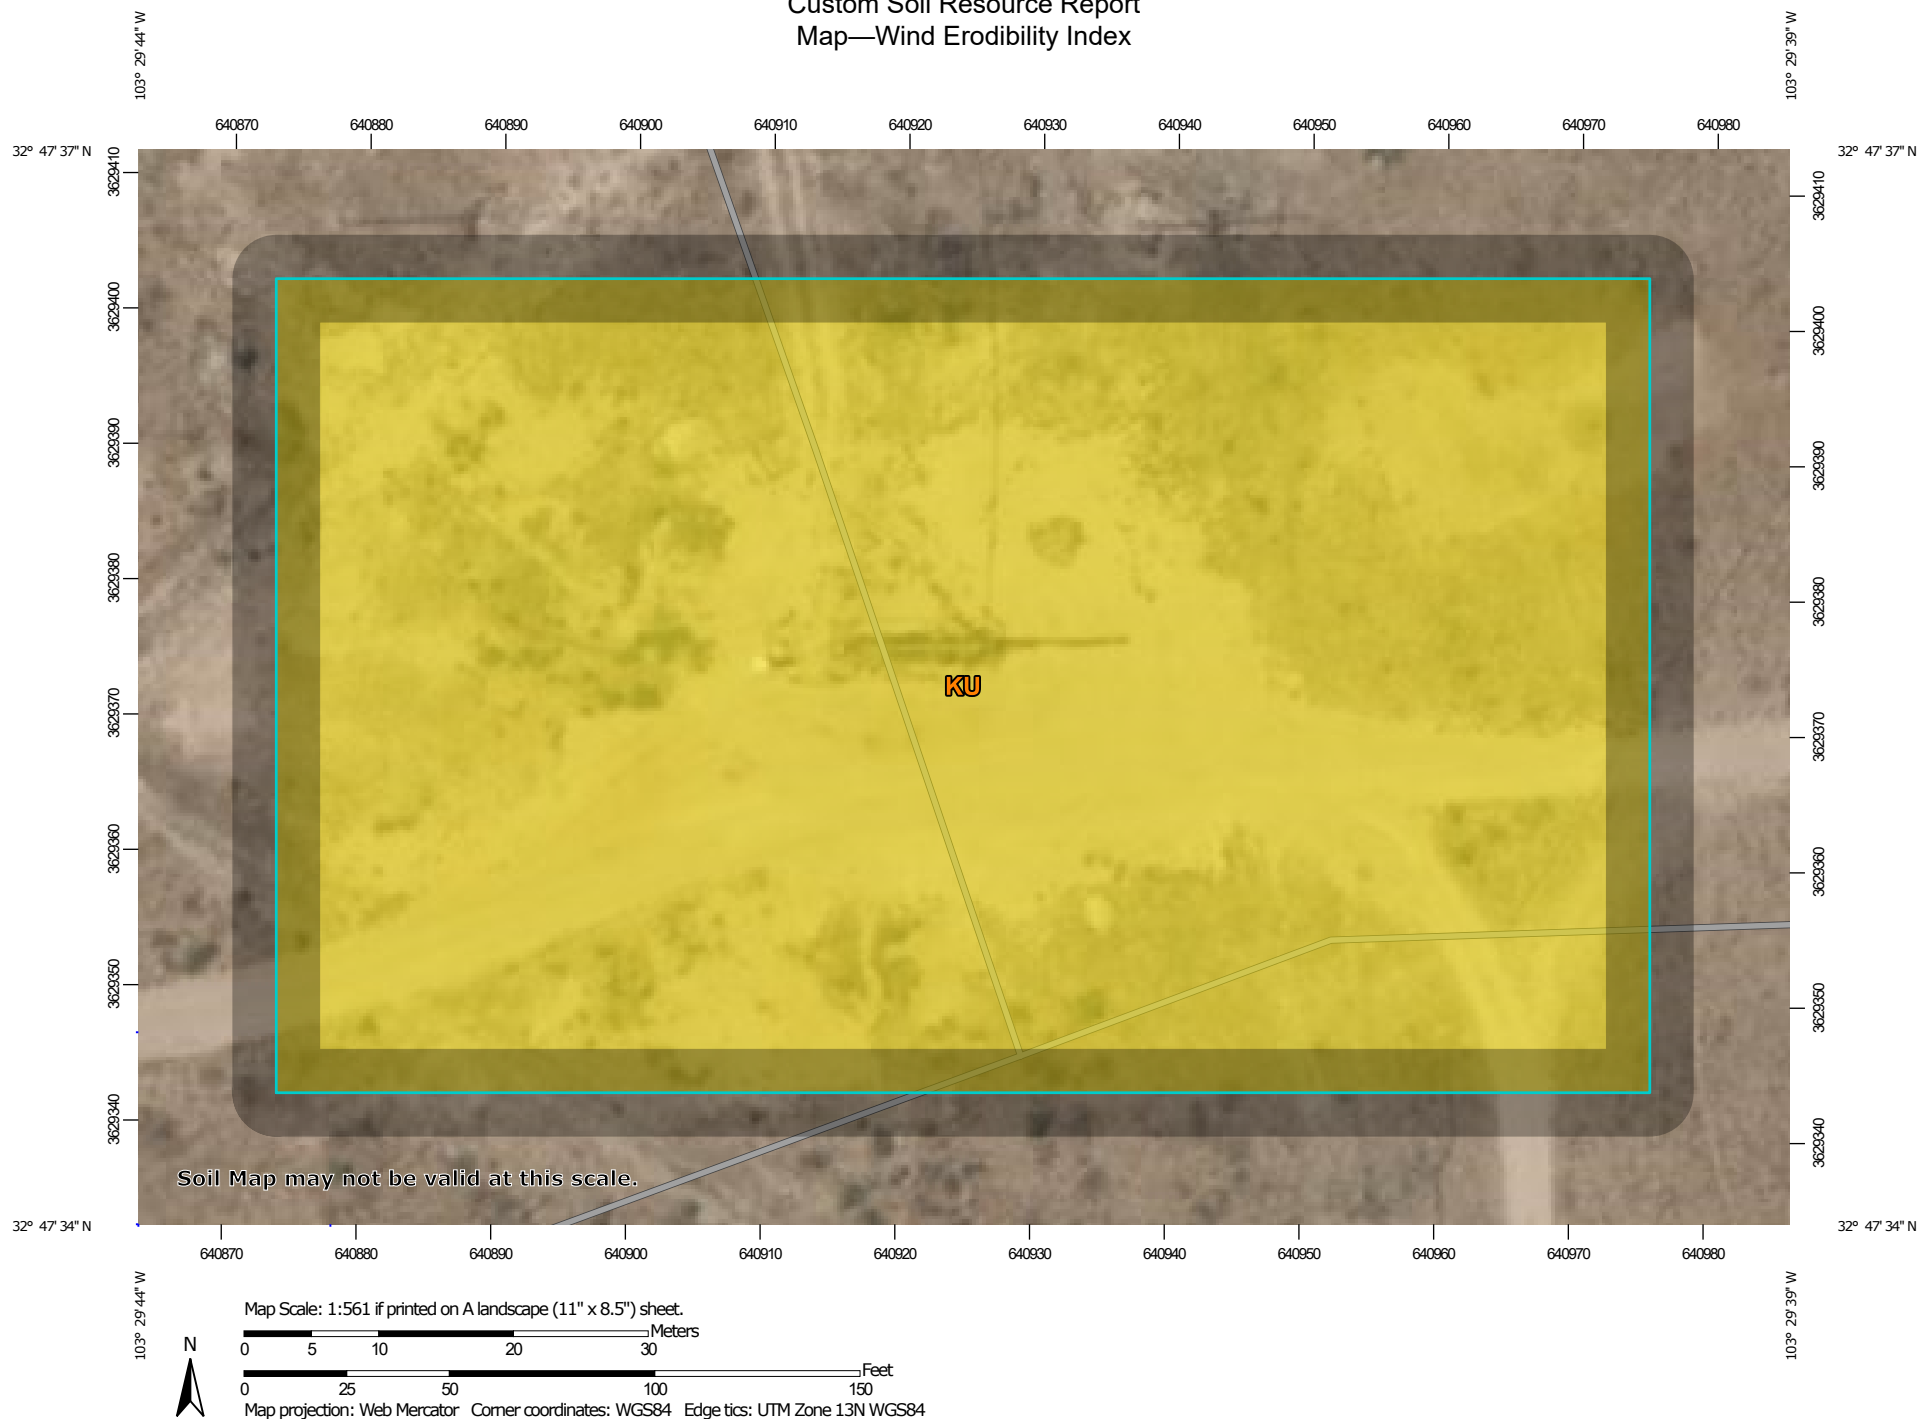 Custom Soil Resource Report
Map—Wind Erodibility Index
103° 29' 44'' W
103° 29' 39'' W
640870 640880 640890 640900 640910 640920 640930 640940 640950 640960 640970 640980
32° 47' 37'' N
32° 47' 37'' N
3629410
3629410
3629400
3629400
3629390
3629390
3629380
3629380
3629370
3629370
3629360
3629360
3629350
3629350
3629340
3629340
KU
Soil Map may not be valid at this scale.
32° 47' 34'' N
32° 47' 34'' N
640870 640880 640890 640900 640910 640920 640930 640940 640950 640960 640970 640980
103° 29' 44'' W
103° 29' 39'' W
Map Scale: 1:561 if printed on A landscape (11" x 8.5") sheet.
Meters
0 5 10 20 30
N
Feet
0 25 50 100 150
Map projection: Web Mercator Corner coordinates: WGS84 Edge tics: UTM Zone 13N WGS84